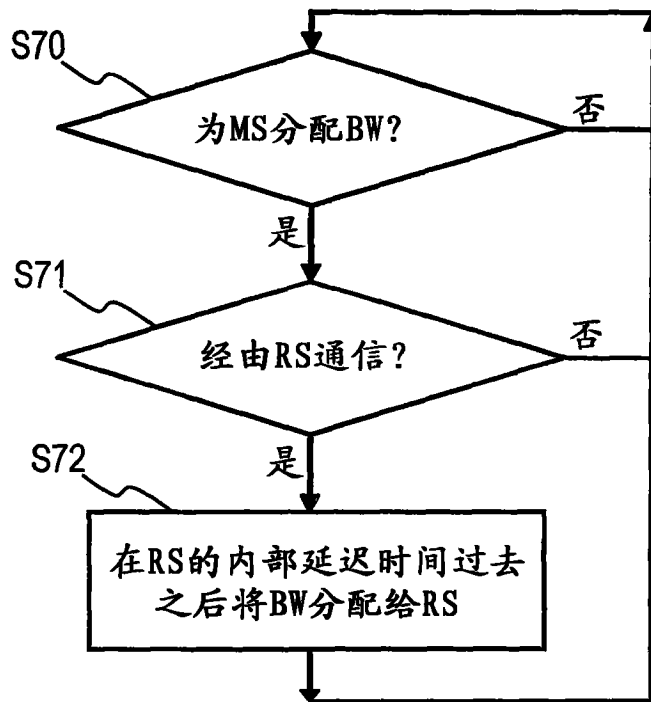 S70
为MS分配BW?
否
是
S71
经由RS通信?
否
是
S72
在RS的内部延迟时间过去
之后将BW分配给RS